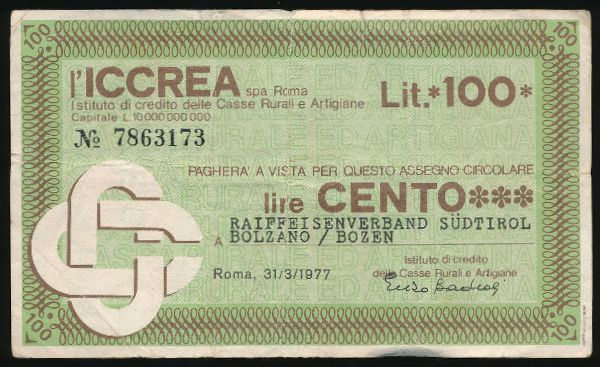 100
100
l'ICCREA spa Roma
Lit.*100*
Istituto di credito delle Casse Rurali e Artigiane
Capitale L.10 000 000 000
№ 7863173
PAGHERA' A VISTA PER QUESTO ASSEGNO CIRCOLARE
lire CENTO***
A RAIFFEISENVERBAND SÜDTIROL
BOLZANO / BOZEN
Roma, 31/3/1977
Istituto di credito
delle Casse Rurali e Artigiane
100
100